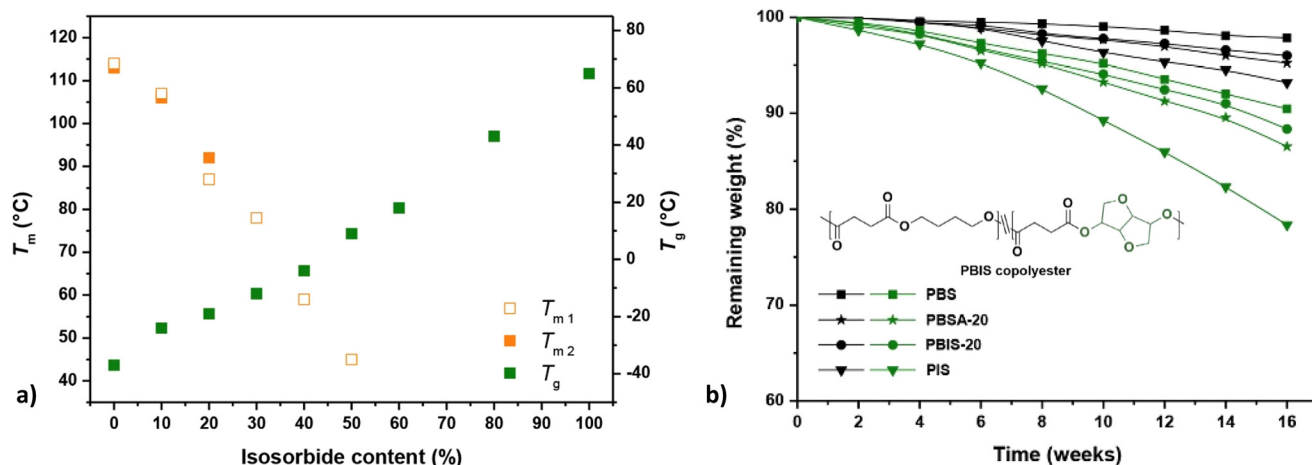 120
110
100
90
80
70
60
50
40
Tm (°C)
80
60
40
20
0
-20
-40
Tg (°C)
Tm 1
Tm 2
Tg
a)
0 10 20 30 40 50 60 70 80 90 100
Isosorbide content (%)
100
90
80
70
60
Remaining weight (%)
O
O
O
O
O
O
O
O
O
O
PBIS copolyester
PBS
PBSA-20
PBIS-20
PIS
b)
0 2 4 6 8 10 12 14 16
Time (weeks)